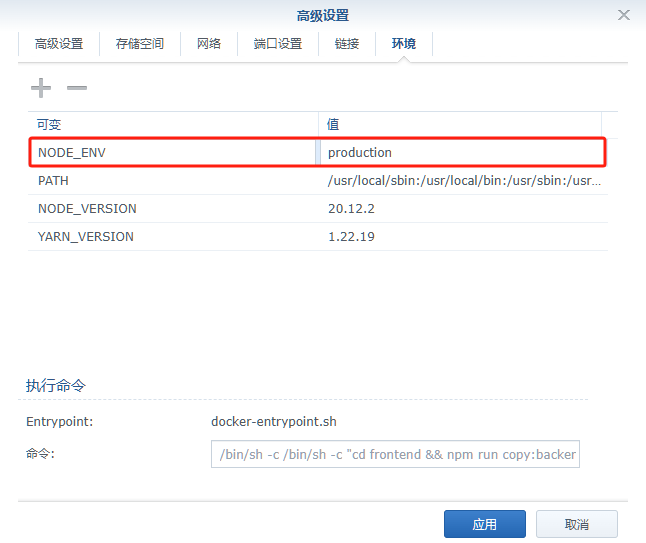 高级设置
高级设置 存储空间 网络 端口设置 链接 环境
可变 值
NODE_ENV production
PATH /usr/local/sbin:/usr/local/bin:/usr/sbin:/usr...
NODE_VERSION 20.12.2
YARN_VERSION 1.22.19
执行命令
Entrypoint: docker-entrypoint.sh
命令: /bin/sh -c /bin/sh -c "cd frontend && npm run copy:backer
应用 取消